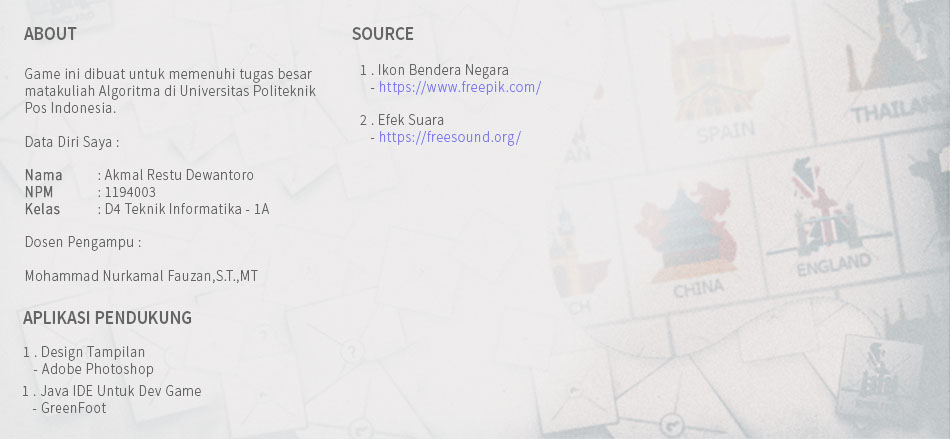 ABOUT
Game ini dibuat untuk memenuhi tugas besar
matakuliah Algoritma di Universitas Politeknik
Pos Indonesia.
Data Diri Saya :
Nama : Akmal Restu Dewantoro
NPM : 1194003
Kelas : D4 Teknik Informatika - 1A
Dosen Pengampu :
Mohammad Nurkamal Fauzan,S.T.,MT
APLIKASI PENDUKUNG
1 . Design Tampilan
- Adobe Photoshop
1 . Java IDE Untuk Dev Game
- GreenFoot
SOURCE
1 . Ikon Bendera Negara
- https://www.freepik.com/
2 . Efek Suara
- https://freesound.org/
SPAIN
THAILAND
CHINA
ENGLAND